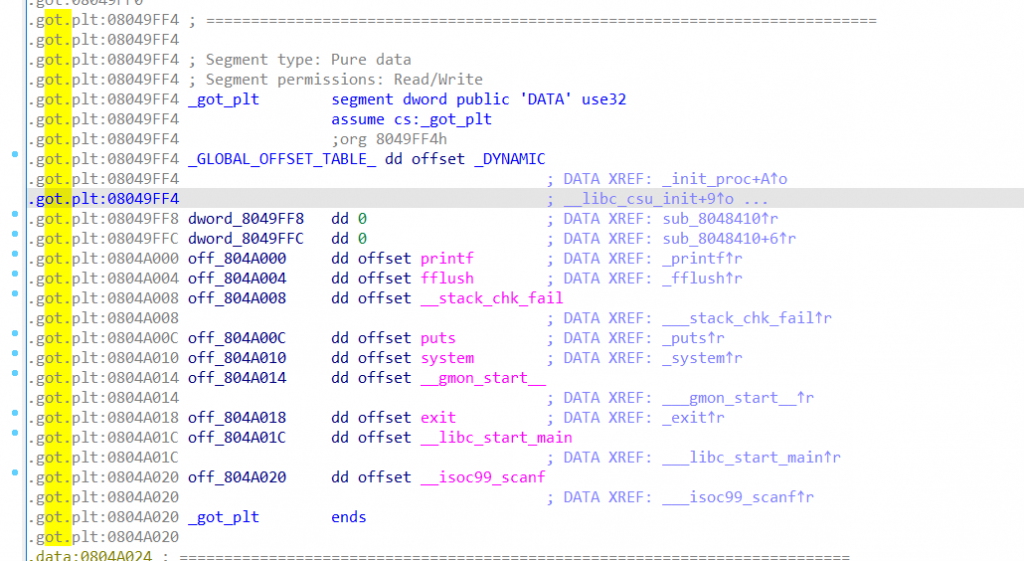 .got:08049FF0
.got.plt:08049FF4 ; ===========================================================================
.got.plt:08049FF4
.got.plt:08049FF4 ; Segment type: Pure data
.got.plt:08049FF4 ; Segment permissions: Read/Write
.got.plt:08049FF4 _got_plt segment dword public 'DATA' use32
.got.plt:08049FF4 assume cs:_got_plt
.got.plt:08049FF4 ;org 8049FF4h
.got.plt:08049FF4 _GLOBAL_OFFSET_TABLE_ dd offset _DYNAMIC
.got.plt:08049FF4 ; DATA XREF: _init_proc+A↑o
.got.plt:08049FF4 ; __libc_csu_init+9↑o ...
.got.plt:08049FF8 dword_8049FF8 dd 0 ; DATA XREF: sub_8048410↑r
.got.plt:08049FFC dword_8049FFC dd 0 ; DATA XREF: sub_8048410+6↑r
.got.plt:0804A000 off_804A000 dd offset printf ; DATA XREF: _printf↑r
.got.plt:0804A004 off_804A004 dd offset fflush ; DATA XREF: _fflush↑r
.got.plt:0804A008 off_804A008 dd offset __stack_chk_fail
.got.plt:0804A008 ; DATA XREF: ___stack_chk_fail↑r
.got.plt:0804A00C off_804A00C dd offset puts ; DATA XREF: _puts↑r
.got.plt:0804A010 off_804A010 dd offset system ; DATA XREF: _system↑r
.got.plt:0804A014 off_804A014 dd offset __gmon_start__
.got.plt:0804A014 ; DATA XREF: ___gmon_start__↑r
.got.plt:0804A018 off_804A018 dd offset exit ; DATA XREF: _exit↑r
.got.plt:0804A01C off_804A01C dd offset __libc_start_main
.got.plt:0804A01C ; DATA XREF: ___libc_start_main↑r
.got.plt:0804A020 off_804A020 dd offset __isoc99_scanf
.got.plt:0804A020 ; DATA XREF: ___isoc99_scanf↑r
.got.plt:0804A020 _got_plt ends
.got.plt:0804A020
.data:0804A024 ; ===========================================================================